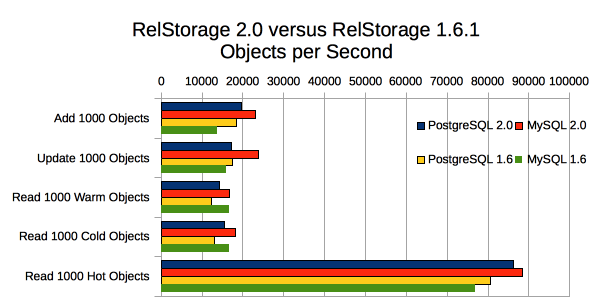 RelStorage 2.0 versus RelStorage 1.6.1
Objects per Second
0 10000 20000 30000 40000 50000 60000 70000 80000 90000 100000
Add 1000 Objects
PostgreSQL 2.0 MySQL 2.0
Update 1000 Objects
PostgreSQL 1.6 MySQL 1.6
Read 1000 Warm Objects
Read 1000 Cold Objects
Read 1000 Hot Objects